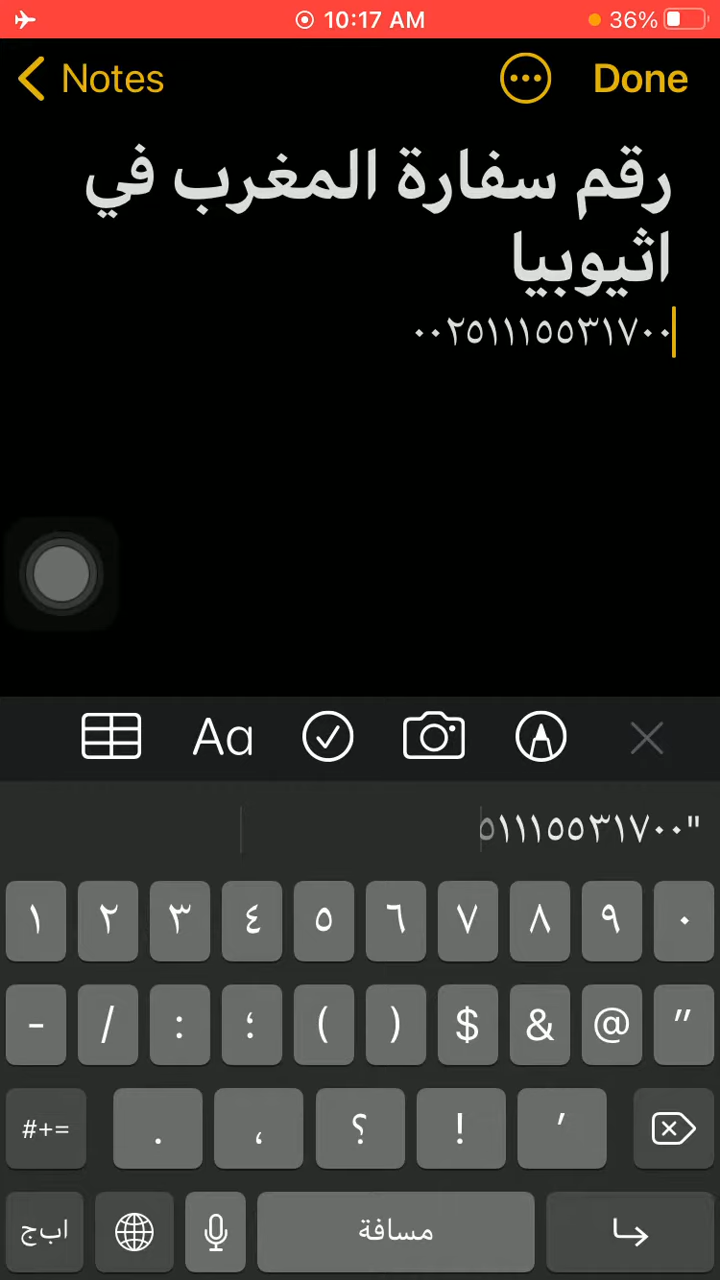 10:17 AM
36%
Notes
Done
رقم سفارة المغرب في
اثيوبيا
٠٠٢٥١١١٥٥٣١٧٠٠
Aa
٥١١١٥٥٣١٧٠٠"
١ ٢ ٣ ٤ ٥ ٦ ٧ ٨ ٩ ٠
- / : ؛ ( ) $ & @ "
#+= . ، ؟ ! '
اب‌ج مسافة